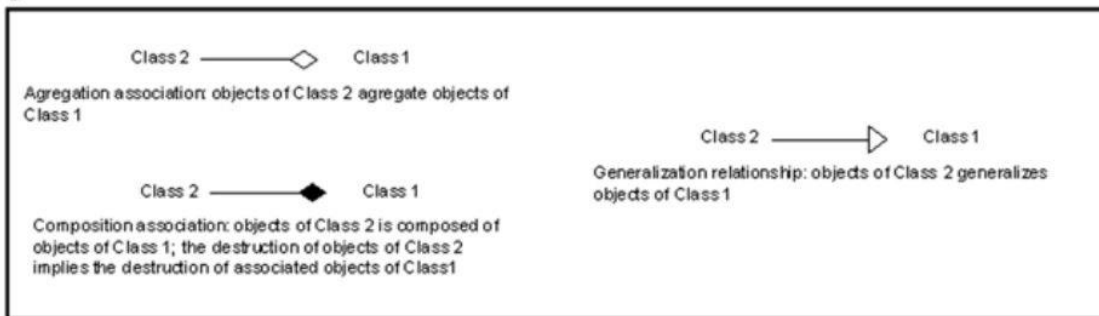 Class 2 Class 1
Agregation association: objects of Class 2 agregate objects of
Class 1
Class 2 Class 1
Generalization relationship: objects of Class 2 generalizes
objects of Class 1
Class 2 Class 1
Composition association: objects of Class 2 is composed of
objects of Class 1; the destruction of objects of Class 2
implies the destruction of associated objects of Class1